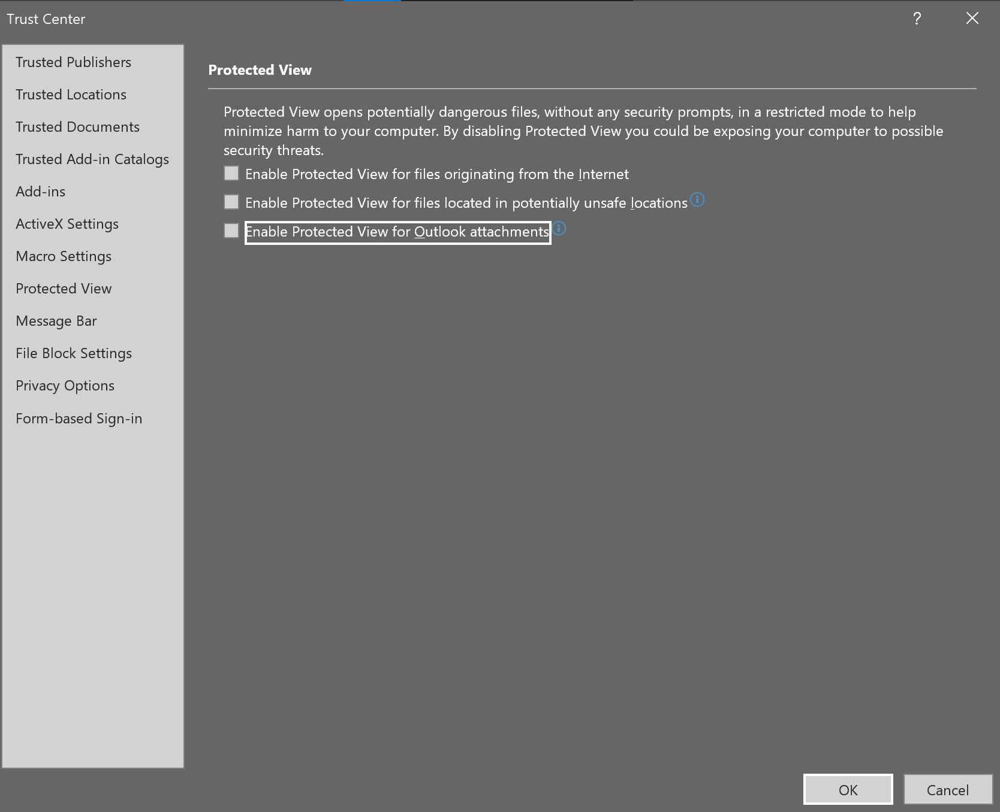 Trust Center
?
Trusted Publishers
Trusted Locations
Trusted Documents
Trusted Add-in Catalogs
Add-ins
ActiveX Settings
Macro Settings
Protected View
Message Bar
File Block Settings
Privacy Options
Form-based Sign-in
Protected View
Protected View opens potentially dangerous files, without any security prompts, in a restricted mode to help
minimize harm to your computer. By disabling Protected View you could be exposing your computer to possible
security threats.
Enable Protected View for files originating from the Internet
Enable Protected View for files located in potentially unsafe locations
Enable Protected View for Outlook attachments
OK
Cancel